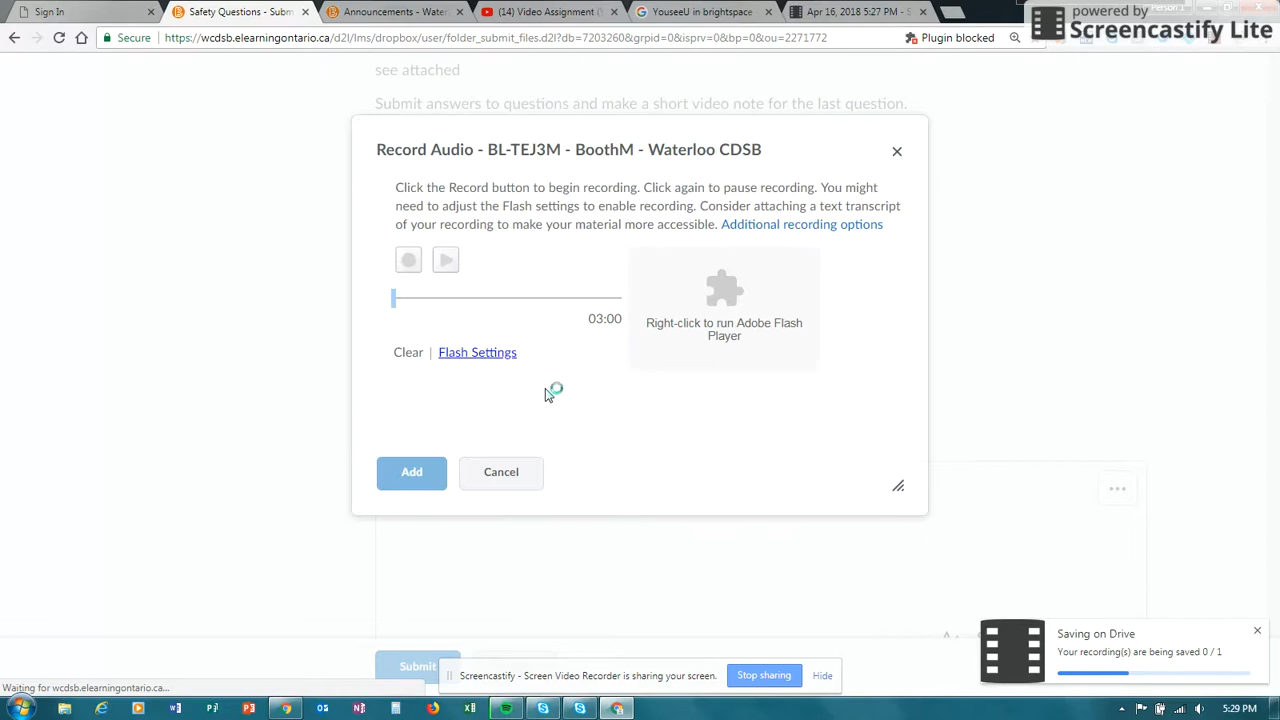 Sign In
Safety Questions - Subm
Announcements - Wate
(1) Video Assignment (V
YouseeU in brightspace
Apr 16, 2018 5:27 PM - S
Person 1
powered by
Screencastify Lite
Secure
https://wcdsb.elearningontario.ca
_files.d2l?db=7203260&grpid=0&isprv=0&bp=0&ou=2271772
Plugin blocked
see attached
Submit answers to questions and make a short video note for the last question.
Record Audio - BL-TEJ3M - BoothM - Waterloo CDSB
Click the Record button to begin recording. Click again to pause recording. You might
need to adjust the Flash settings to enable recording. Consider attaching a text transcript
of your recording to make your material more accessible. Additional recording options
Right-click to run Adobe Flash
Player
03:00
Clear | Flash Settings
Add
Cancel
Saving on Drive
Your recording(s) are being saved 0 / 1
Submit
Screencastify - Screen Video Recorder is sharing your screen.
Stop sharing
Hide
Waiting for wcdsb.elearningontario.ca...
5:29 PM